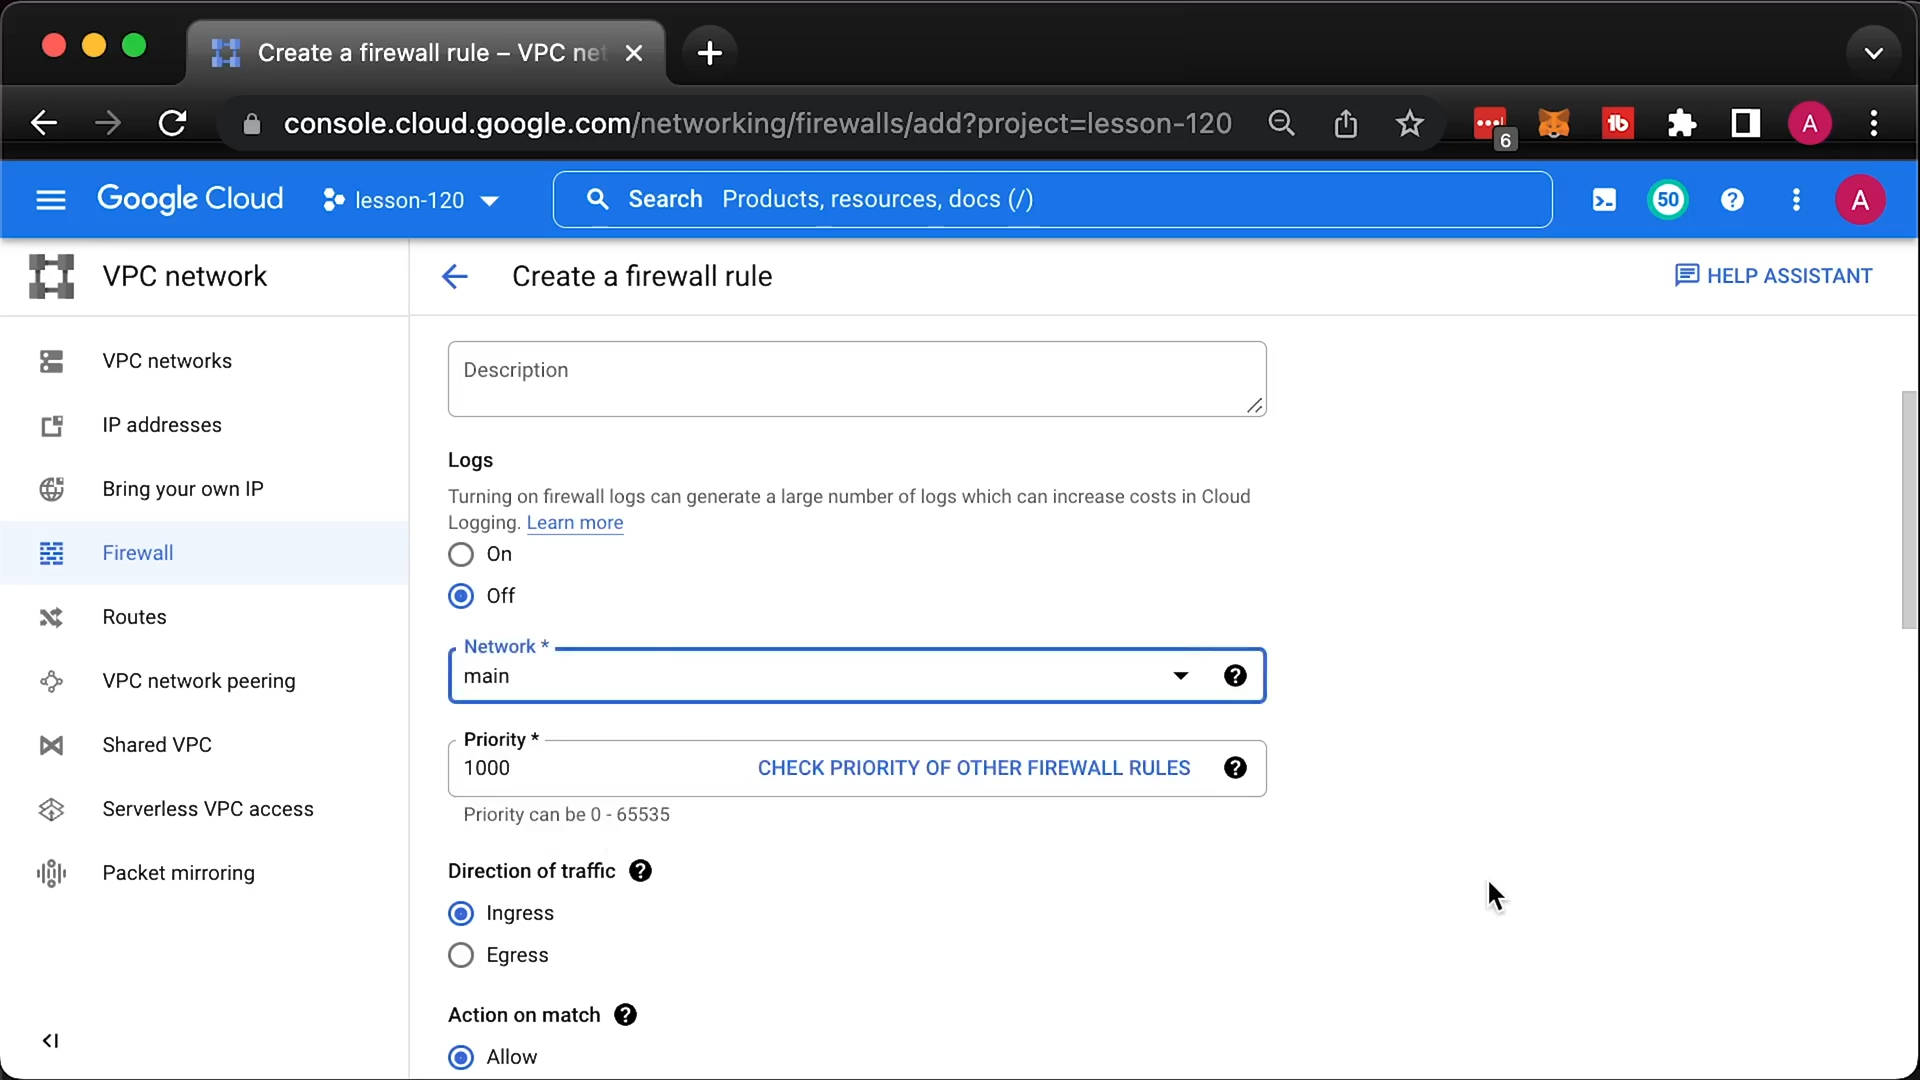 Create a firewall rule – VPC net
console.cloud.google.com/networking/firewalls/add?project=lesson-120
6
A
Google Cloud
lesson-120
Search Products, resources, docs (/)
50
A
VPC network
Create a firewall rule
HELP ASSISTANT
VPC networks
IP addresses
Bring your own IP
Firewall
Routes
VPC network peering
Shared VPC
Serverless VPC access
Packet mirroring
Description
Logs
Turning on firewall logs can generate a large number of logs which can increase costs in Cloud
Logging. Learn more
On
Off
Network *
main
Priority *
1000
CHECK PRIORITY OF OTHER FIREWALL RULES
Priority can be 0 - 65535
Direction of traffic
Ingress
Egress
Action on match
Allow